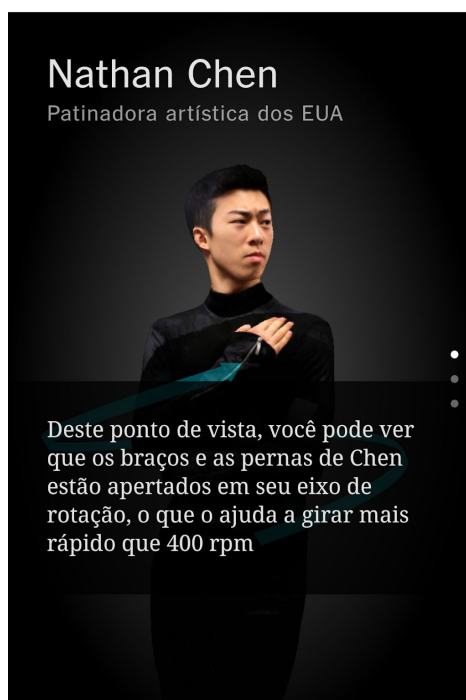 Nathan Chen
Patinadora artística dos EUA
Deste ponto de vista, você pode ver
que os braços e as pernas de Chen
estão apertados em seu eixo de
rotação, o que o ajuda a girar mais
rápido que 400 rpm